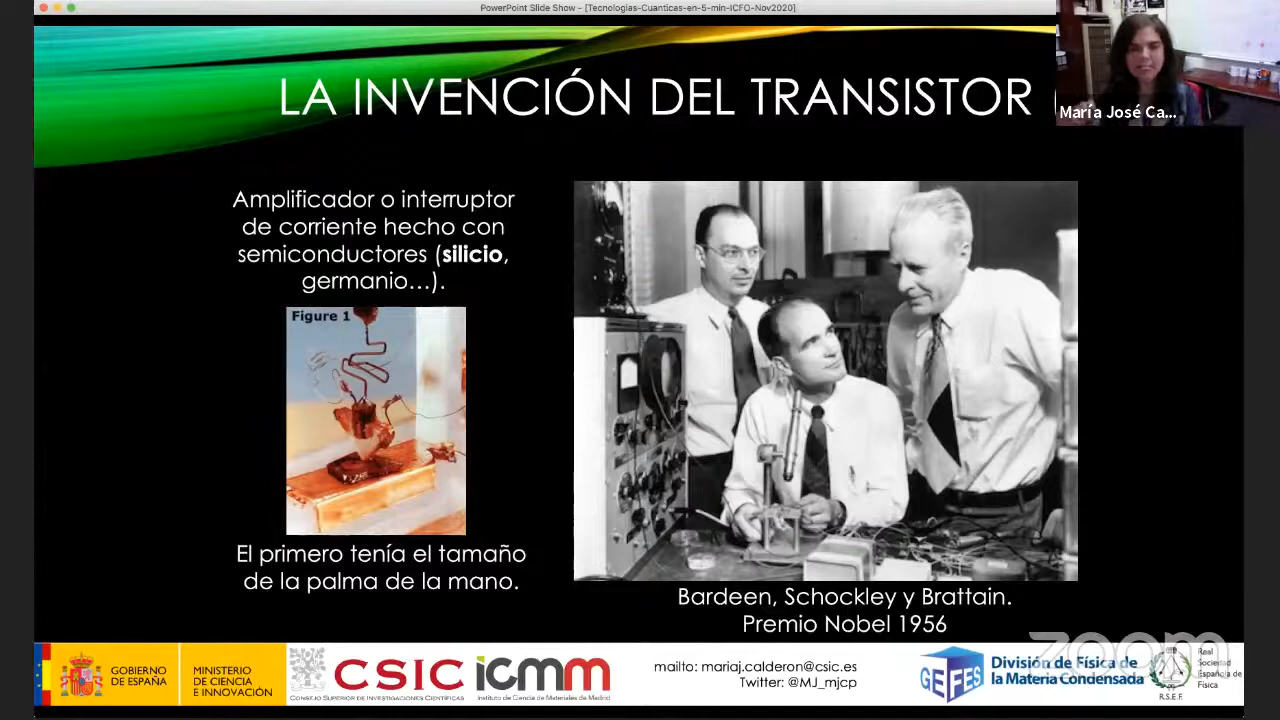 PowerPoint Slide Show - [Tecnologias-Cuanticas-en-5-min-ICFO-Nov2020]
LA INVENCIÓN DEL TRANSISTOR
María José Ca...
Amplificador o interruptor
de corriente hecho con
semiconductores (silicio,
germanio...).
Figure 1
El primero tenía el tamaño
de la palma de la mano.
Bardeen, Schockley y Brattain.
Premio Nobel 1956
GOBIERNO
DE ESPAÑA
MINISTERIO
DE CIENCIA
E INNOVACIÓN
CSIC
CONSEJO SUPERIOR DE INVESTIGACIONES CIENTÍFICAS
icmm
Instituto de Ciencia de Materiales de Madrid
mailto: mariaj.calderon@csic.es
Twitter: @MJ_mjcp
GEFES
División de Física de
la Materia Condensada
R.S.E.F.
Real
Sociedad
Española de
Física
zoom